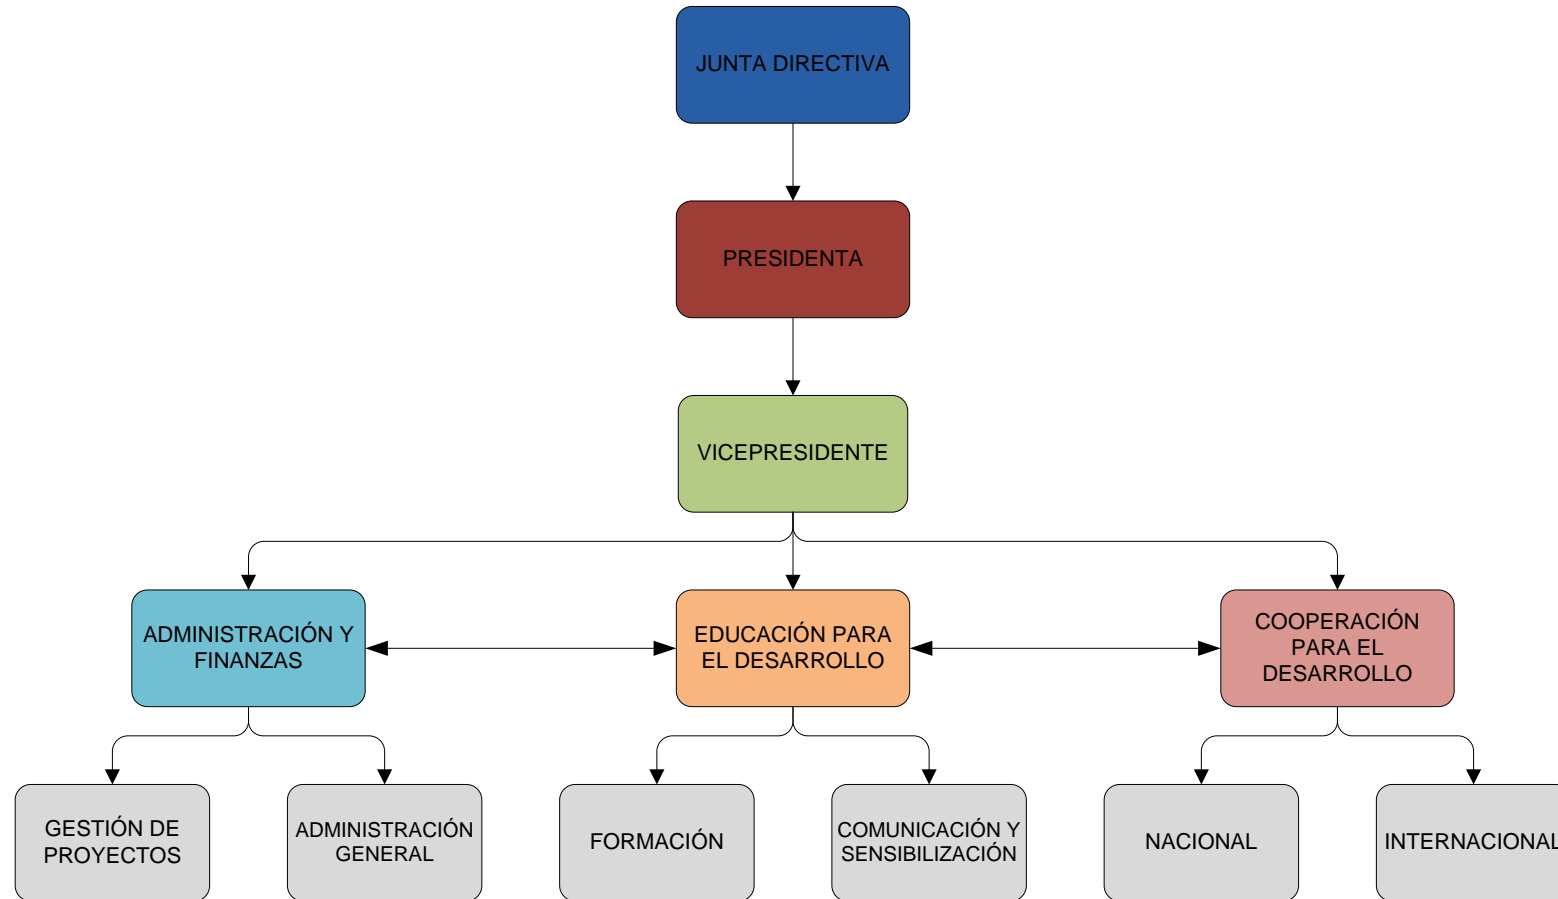 JUNTA DIRECTIVA
PRESIDENTA
VICEPRESIDENTE
ADMINISTRACIÓN Y
FINANZAS
EDUCACIÓN PARA
EL DESARROLLO
COOPERACIÓN
PARA EL
DESARROLLO
GESTIÓN DE
PROYECTOS
ADMINISTRACIÓN
GENERAL
FORMACIÓN
COMUNICACIÓN Y
SENSIBILIZACIÓN
NACIONAL
INTERNACIONAL